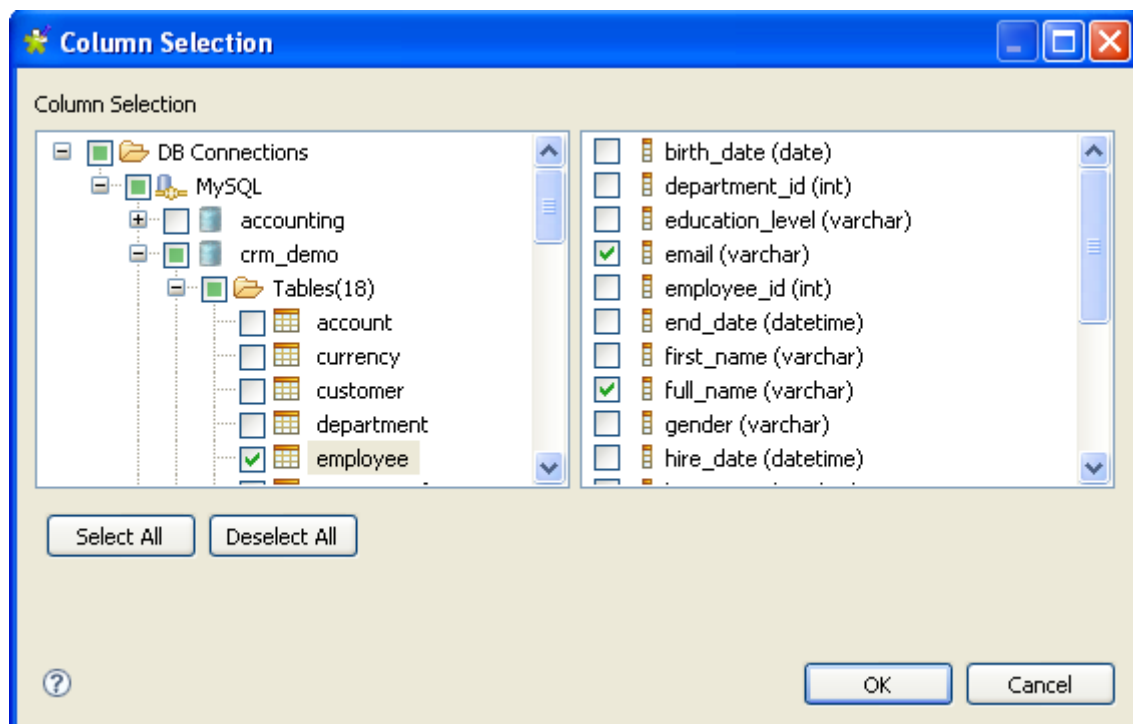 Column Selection
Column Selection
DB Connections
MySQL
accounting
crm_demo
Tables(18)
account
currency
customer
department
employee
birth_date (date)
department_id (int)
education_level (varchar)
email (varchar)
employee_id (int)
end_date (datetime)
first_name (varchar)
full_name (varchar)
gender (varchar)
hire_date (datetime)
Select All
Deselect All
?
OK
Cancel